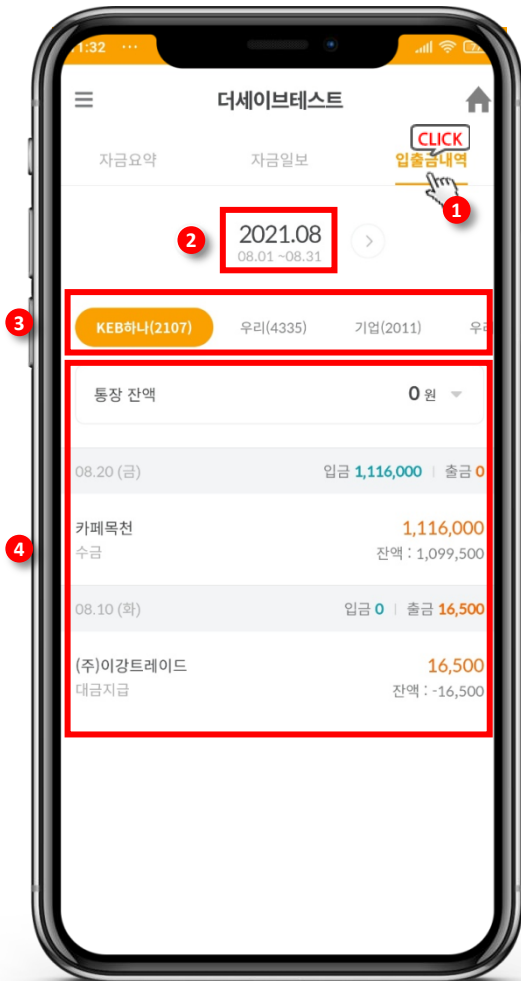 1:32 ...
더세이브테스트
CLICK
자금요약 자금일보 입출금내역
1
2
2021.08
08.01 ~08.31
3
KEB하나(2107) 우리(4335) 기업(2011)
통장 잔액 0 원
08.20 (금) 입금 1,116,000 | 출금 0
4
카페목천 1,116,000
수금 잔액 : 1,099,500
08.10 (화) 입금 0 | 출금 16,500
(주)이강트레이드 16,500
대금지급 잔액 : -16,500